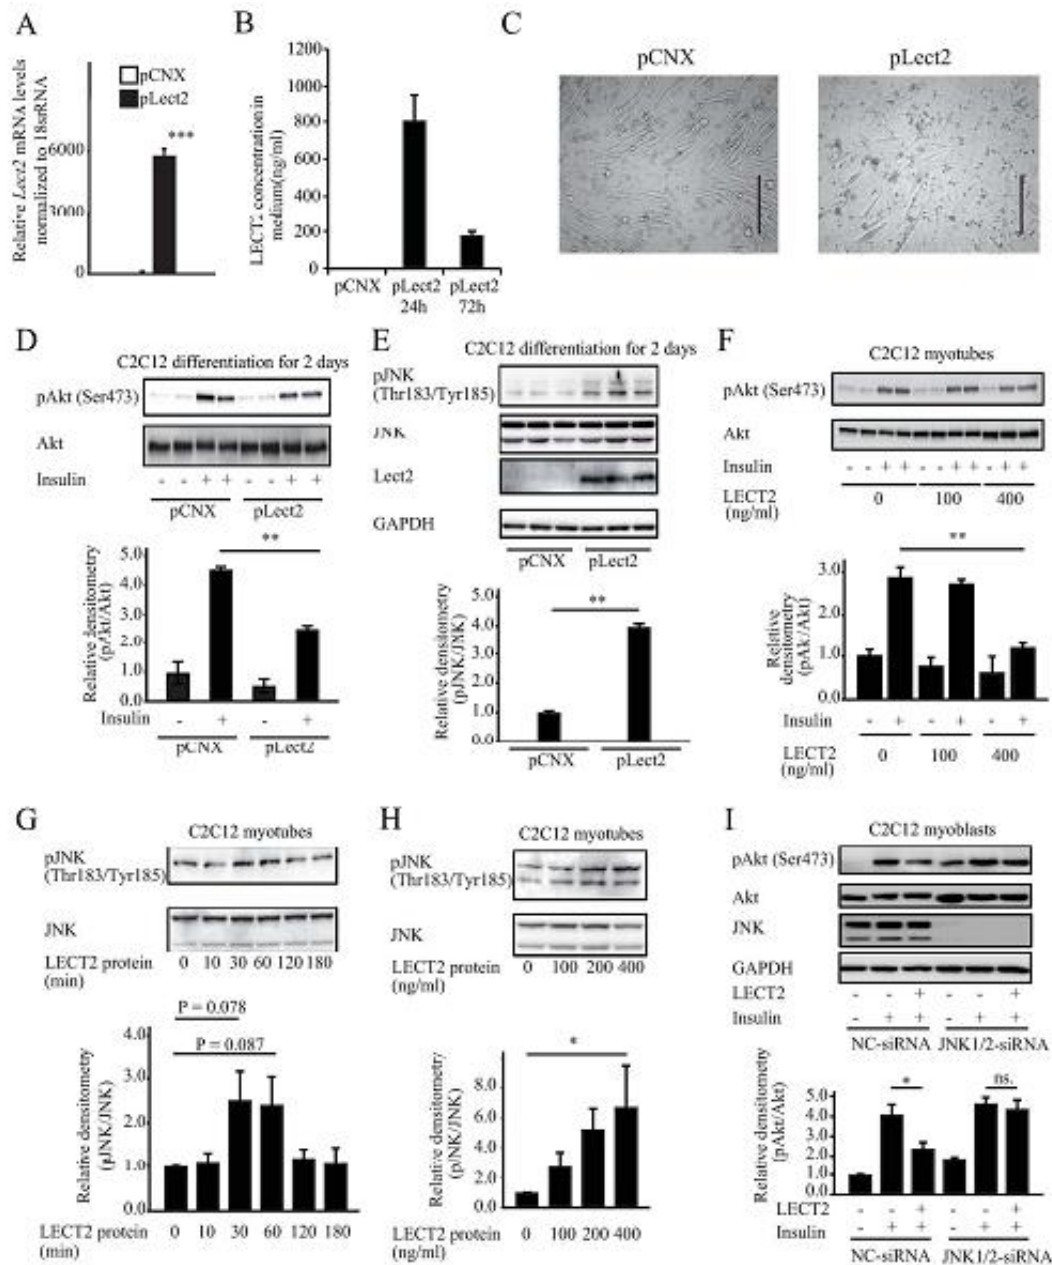 A
Relative Lect2 mRNA levels
normalized to 18srRNA
pCNX
pLect2
***
6000
3000
0
B
LECT2 concentration in
medium(ng/ml)
1200
1000
800
600
400
200
0
pCNX pLect2 pLect2
24h 72h
C
pCNX pLect2
D
C2C12 differentiation for 2 days
pAkt (Ser473)
Akt
Insulin - - + + - - + +
pCNX pLect2
**
Relative densitometry
(pAkt/Akt)
5.0
4.0
3.0
2.0
1.0
0.0
Insulin - + - +
pCNX pLect2
E
C2C12 differentiation for 2 days
pJNK
(Thr183/Tyr185)
JNK
Lect2
GAPDH
pCNX pLect2
**
Relative densitometry
(pJNK/JNK)
5.0
4.0
3.0
2.0
1.0
0.0
pCNX pLect2
F
C2C12 myotubes
pAkt (Ser473)
Akt
Insulin - - + + - - + + - + +
LECT2
(ng/ml)
0 100 400
**
Relative
densitometry
(pAk/Akt)
3.0
2.0
1.0
0.0
Insulin - + - + - +
LECT2
(ng/ml)
0 100 400
G
C2C12 myotubes
pJNK
(Thr183/Tyr185)
JNK
LECT2 protein 0 10 30 60 120 180
(min)
P = 0.078
P = 0.087
Relative densitometry
(pJNK/JNK)
4.0
3.0
2.0
1.0
0.0
LECT2 protein 0 10 30 60 120 180
(min)
H
C2C12 myotubes
pJNK
(Thr183/Tyr185)
JNK
LECT2 protein 0 100 200 400
(ng/ml)
*
Relative densitometry
(pJNK/JNK)
8.0
6.0
4.0
2.0
0.0
LECT2 protein 0 100 200 400
(ng/ml)
I
C2C12 myoblasts
pAkt (Ser473)
Akt
JNK
GAPDH
LECT2 - - + - - +
Insulin - + + - + +
NC-siRNA JNK1/2-siRNA
* ns.
Relative densitometry
(pAkt/Akt)
5.0
4.0
3.0
2.0
1.0
0.0
LECT2 - - + - - +
Insulin - + + - + +
NC-siRNA JNK1/2-siRNA